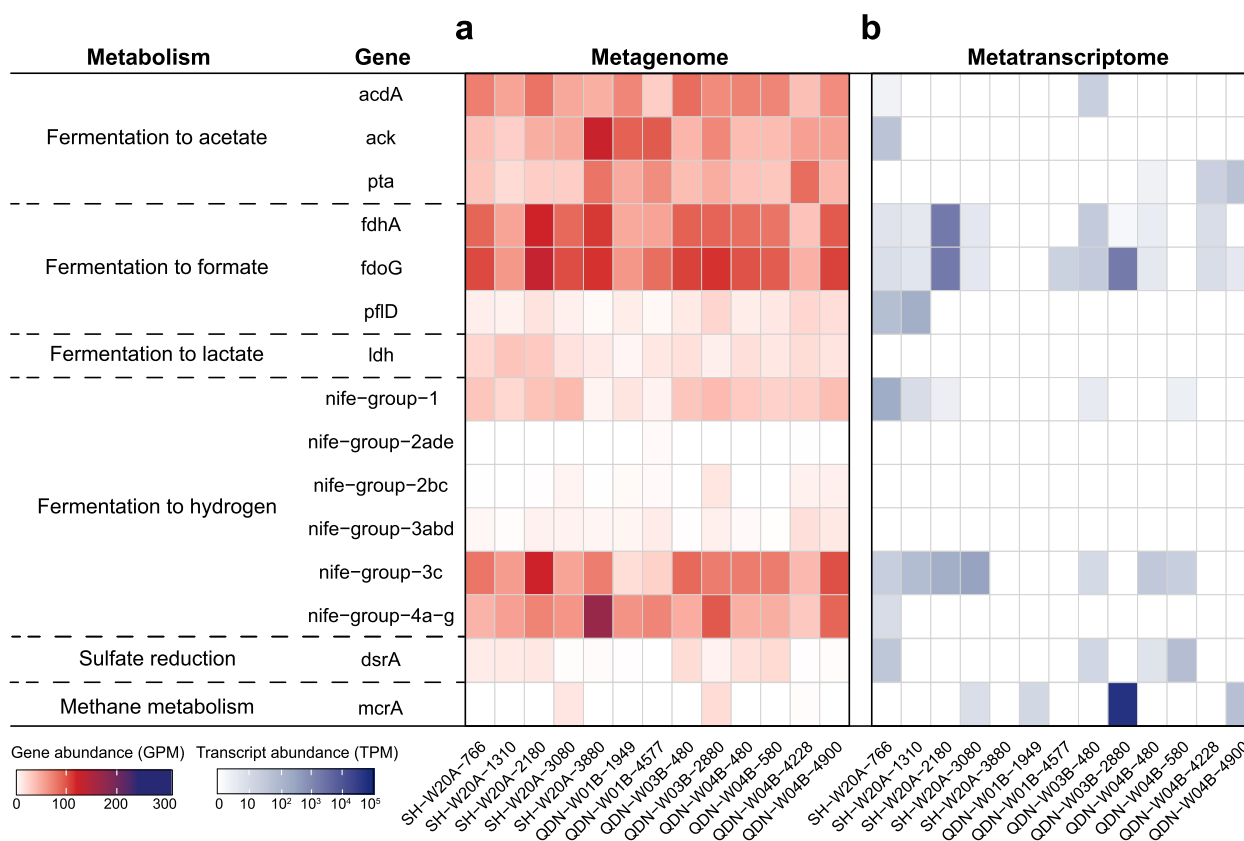 a
b
Metabolism
Gene
Metagenome
Metatranscriptome
acdA
Fermentation to acetate
ack
pta
fdhA
Fermentation to formate
fdoG
pflD
Fermentation to lactate
ldh
nife−group−1
nife−group−2ade
nife−group−2bc
Fermentation to hydrogen
nife−group−3abd
nife−group−3c
nife−group−4a−g
Sulfate reduction
dsrA
Methane metabolism
mcrA
Gene abundance (GPM)
0 100 200 300
Transcript abundance (TPM)
0 10 10² 10³ 10⁴ 10⁵
SH−W20A−766
SH−W20A−1310
SH−W20A−2180
SH−W20A−3080
SH−W20A−3880
QDN−W01B−1949
QDN−W01B−4577
QDN−W03B−480
QDN−W03B−2880
QDN−W04B−480
QDN−W04B−580
QDN−W04B−4228
QDN−W04B−4900
SH−W20A−766
SH−W20A−1310
SH−W20A−2180
SH−W20A−3080
SH−W20A−3880
QDN−W01B−1949
QDN−W01B−4577
QDN−W03B−480
QDN−W03B−2880
QDN−W04B−480
QDN−W04B−580
QDN−W04B−4228
QDN−W04B−4900